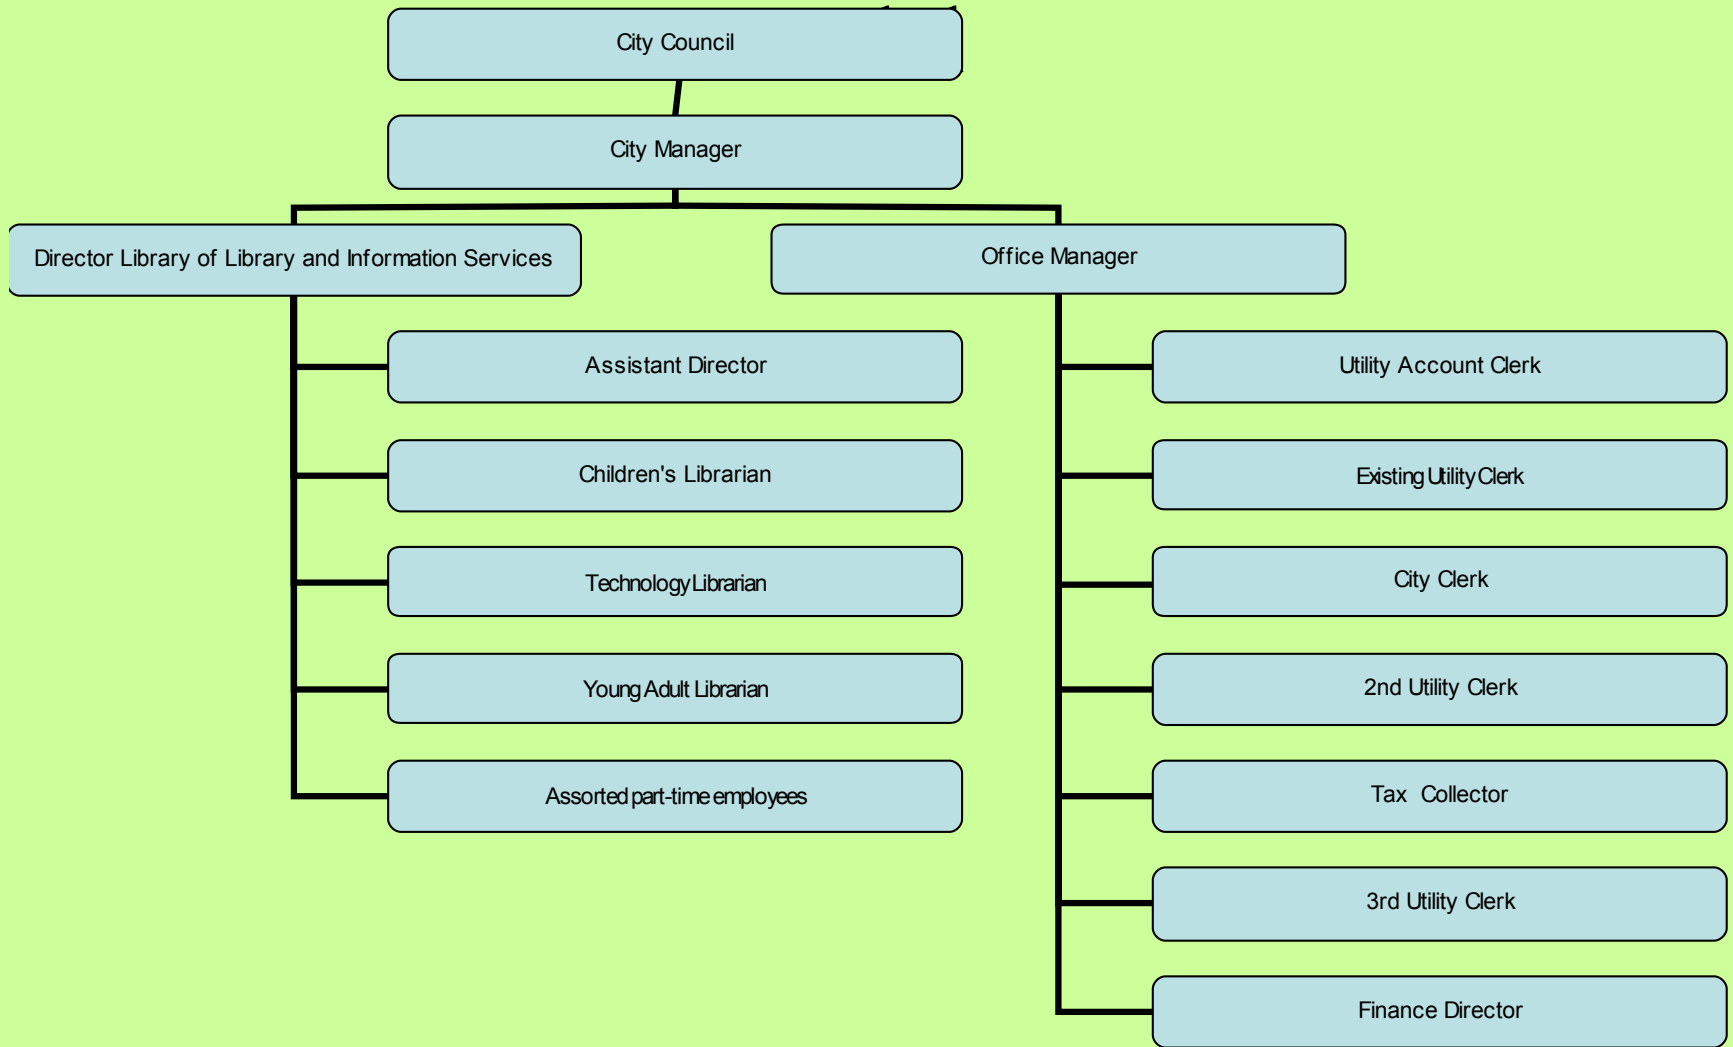 City Council
City Manager
Director Library of Library and Information Services
Office Manager
Assistant Director
Utility Account Clerk
Children's Librarian
Existing Utility Clerk
Technology Librarian
City Clerk
Young Adult Librarian
2nd Utility Clerk
Assorted part-time employees
Tax Collector
3rd Utility Clerk
Finance Director